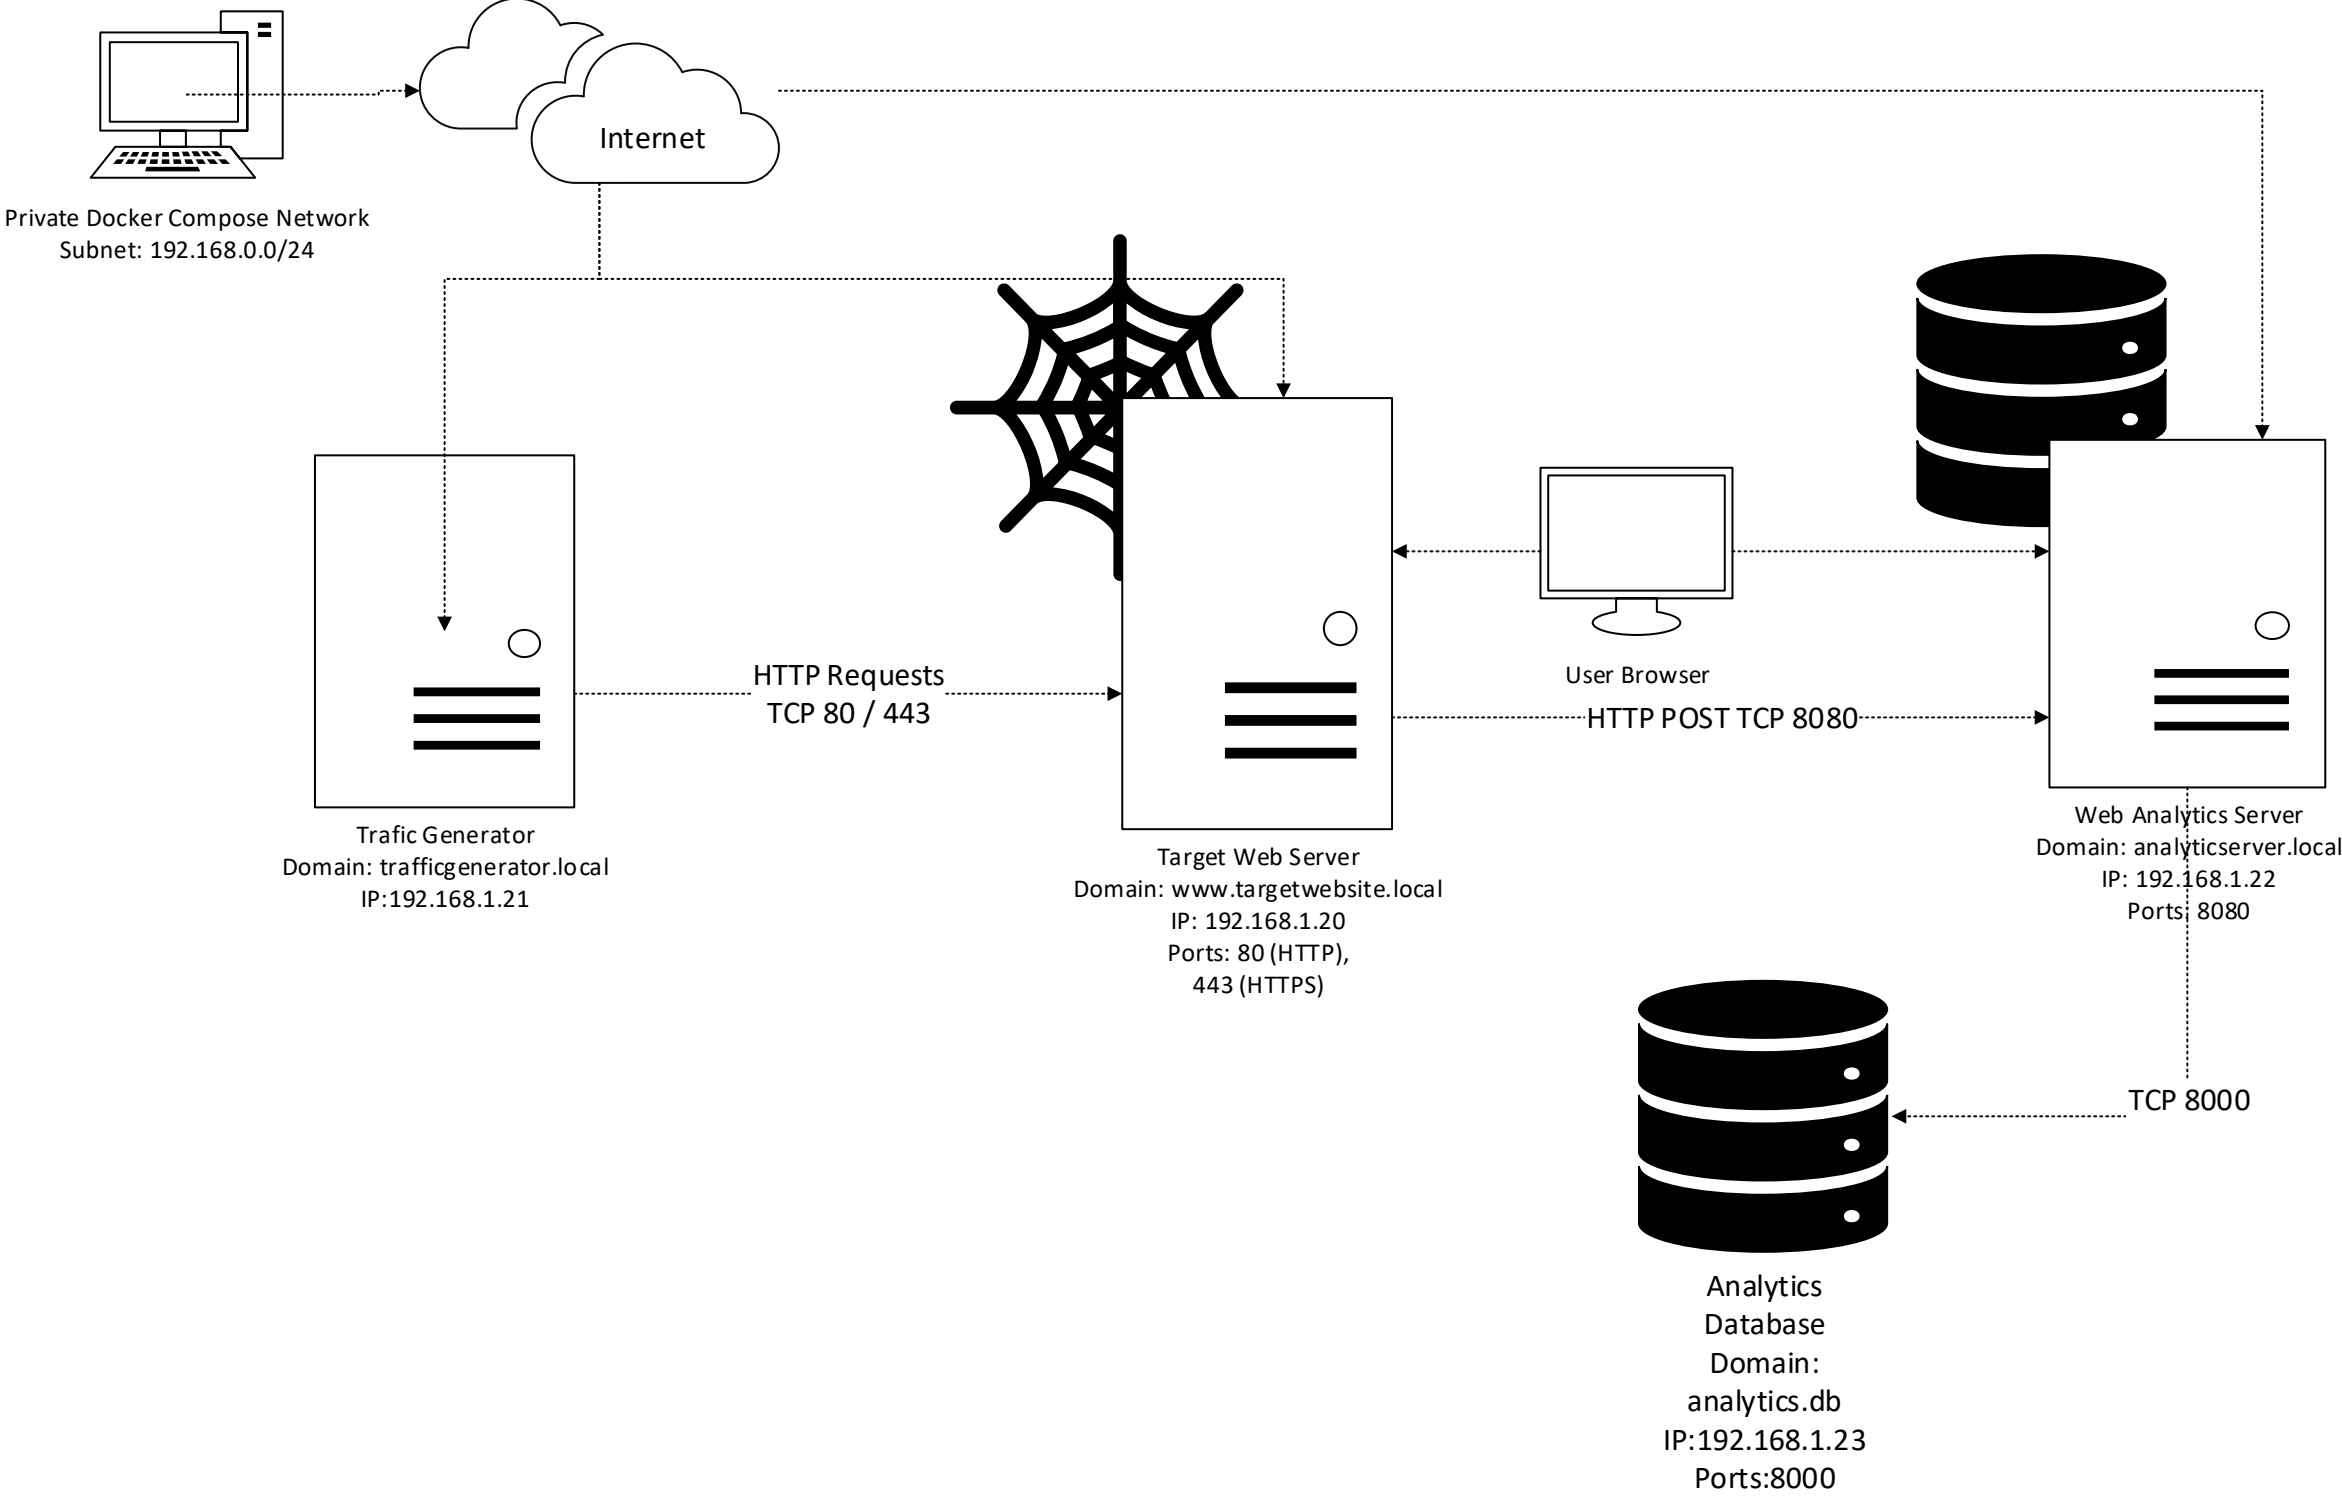 Internet
Private Docker Compose Network
Subnet: 192.168.0.0/24
HTTP Requests
TCP 80 / 443
User Browser
HTTP POST TCP 8080
Trafic Generator
Domain: trafficgenerator.local
IP:192.168.1.21
Target Web Server
Domain: www.targetwebsite.local
IP: 192.168.1.20
Ports: 80 (HTTP),
443 (HTTPS)
Web Analytics Server
Domain: analyticserver.local
IP: 192.168.1.22
Ports: 8080
TCP 8000
Analytics
Database
Domain:
analytics.db
IP:192.168.1.23
Ports:8000